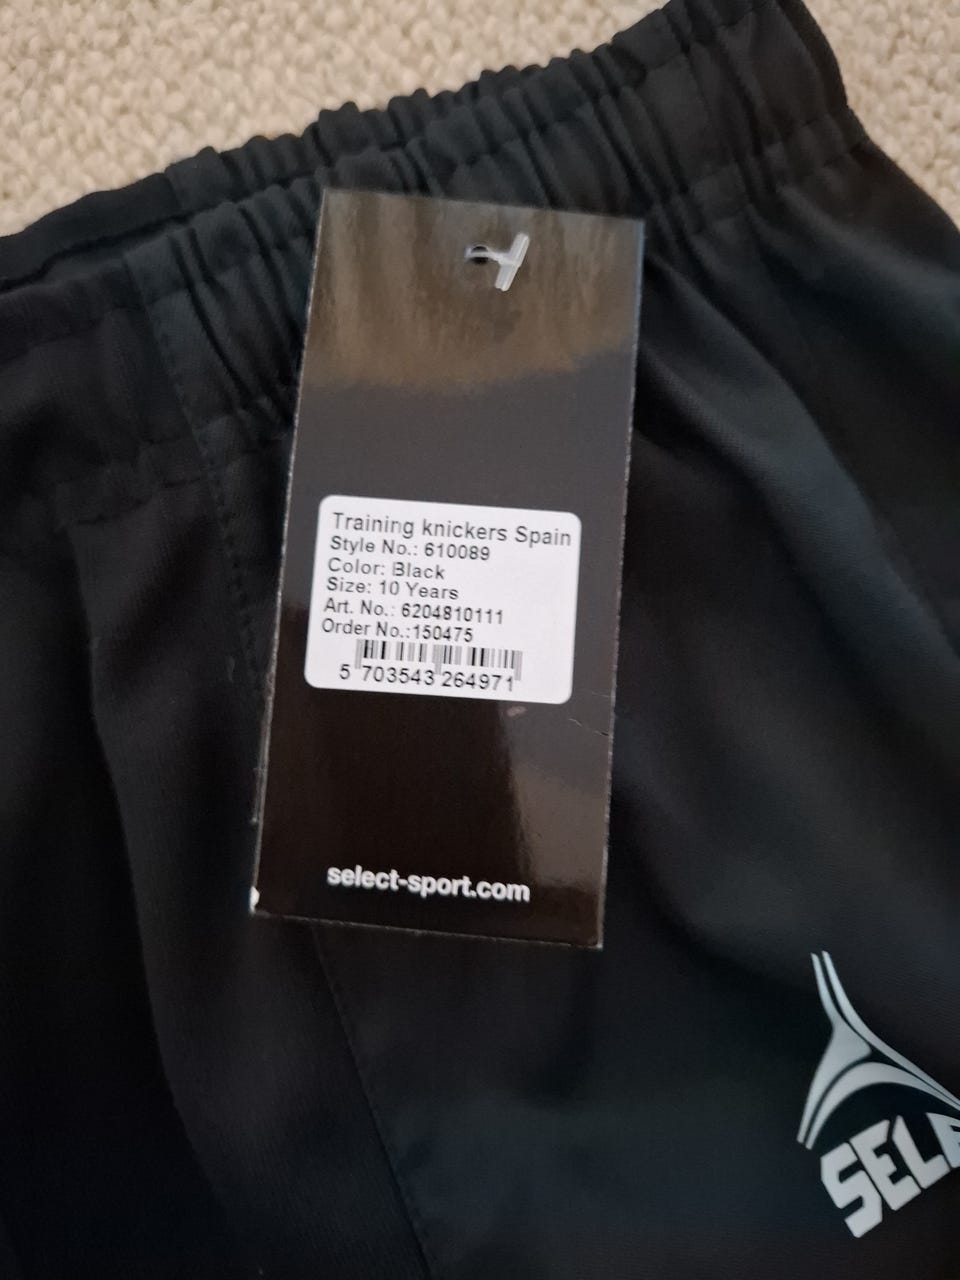 Training knickers Spain
Style No.: 610089
Color: Black
Size: 10 Years
Art. No.: 6204810111
Order No.:150475
5 703543 264971
select-sport.com
SELE